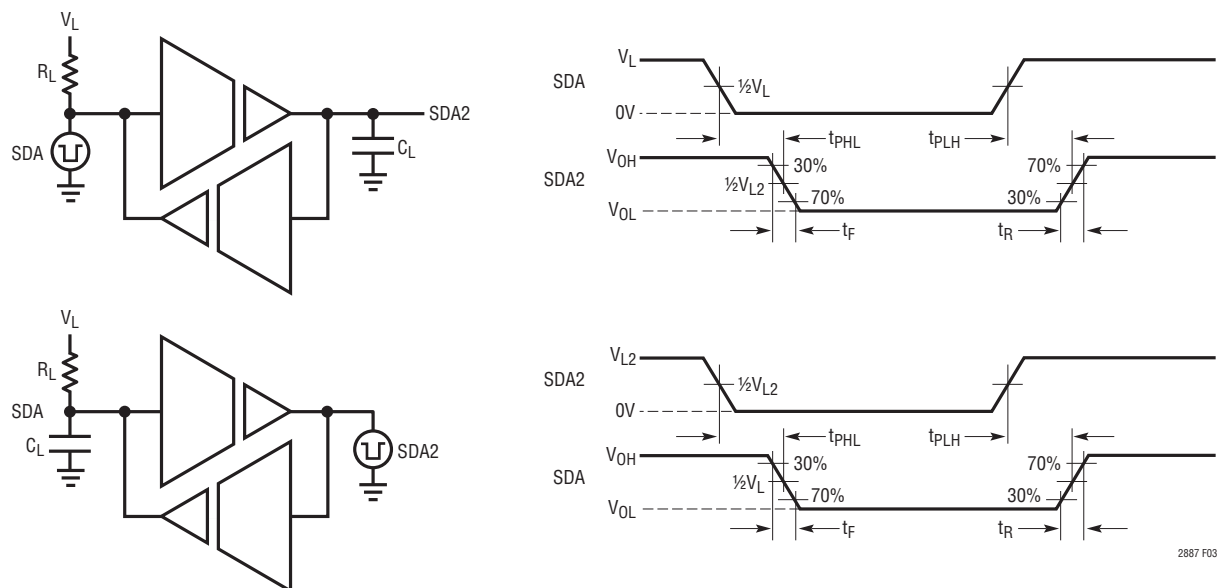 V_L
R_L
SDA
SDA2
C_L
SDA
V_L
½V_L
0V
t_PHL
t_PLH
SDA2
V_OH
30%
½V_L2
70%
V_OL
t_F
70%
30%
t_R
V_L
R_L
SDA
C_L
SDA2
SDA2
V_L2
½V_L2
0V
t_PHL
t_PLH
SDA
V_OH
30%
½V_L
70%
V_OL
t_F
70%
30%
t_R
2887 F03